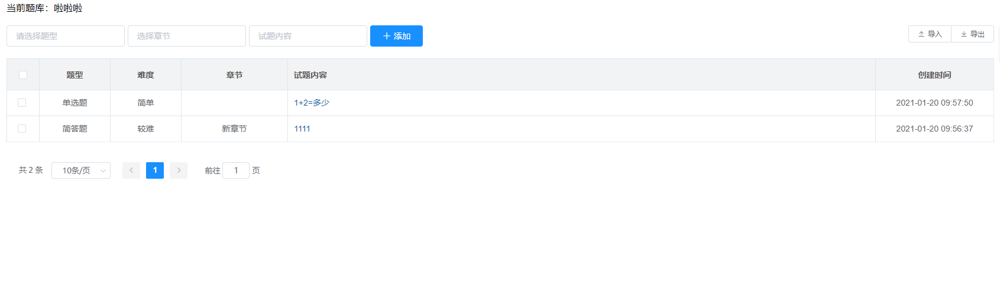 当前题库：啦啦啦
请选择题型 选择章节 试题内容 添加 导入 导出
题型 难度 章节 试题内容 创建时间
单选题 简单 1+2=多少 2021-01-20 09:57:50
简答题 较难 新章节 1111 2021-01-20 09:56:37
共 2 条 10条/页 1 前往 1 页